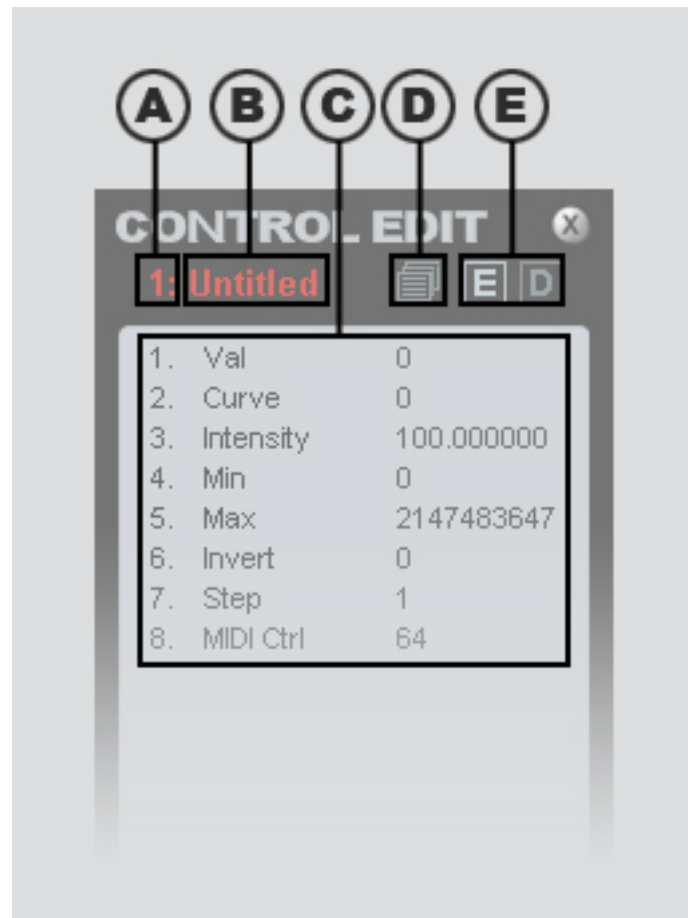 A B C D E
CONTROL EDIT X
1: Untitled E D
1. Val 0
2. Curve 0
3. Intensity 100.000000
4. Min 0
5. Max 2147483647
6. Invert 0
7. Step 1
8. MIDI Ctrl 64